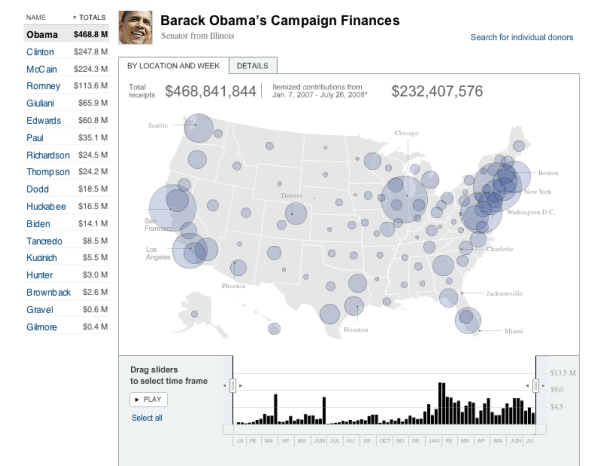 NAME ▼ TOTALS
Obama $468.8 M
Clinton $247.8 M
McCain $224.3 M
Romney $113.6 M
Giuliani $65.9 M
Edwards $60.8 M
Paul $35.1 M
Richardson $24.5 M
Thompson $24.2 M
Dodd $18.5 M
Huckabee $16.5 M
Biden $14.1 M
Tancredo $8.5 M
Kucinich $5.5 M
Hunter $3.0 M
Brownback $2.6 M
Gravel $0.6 M
Gilmore $0.4 M
Barack Obama's Campaign Finances
Senator from Illinois
Search for individual donors
BY LOCATION AND WEEK DETAILS
Total receipts $468,841,844
Itemized contributions from
Jan. 7, 2007 - July 26, 2008* $232,407,576
Seattle
Chicago
Boston
New York
Denver
Washington D.C.
San Francisco
Los Angeles
Charlotte
Phoenix
Jacksonville
Houston
Miami
Drag sliders
to select time frame
► PLAY
Select all
$13.5 M
$9.0
$4.5
JA FE MA AP MA JUN JUL AU SE OCT NO DE JAN FE MA AP MA JUN JU